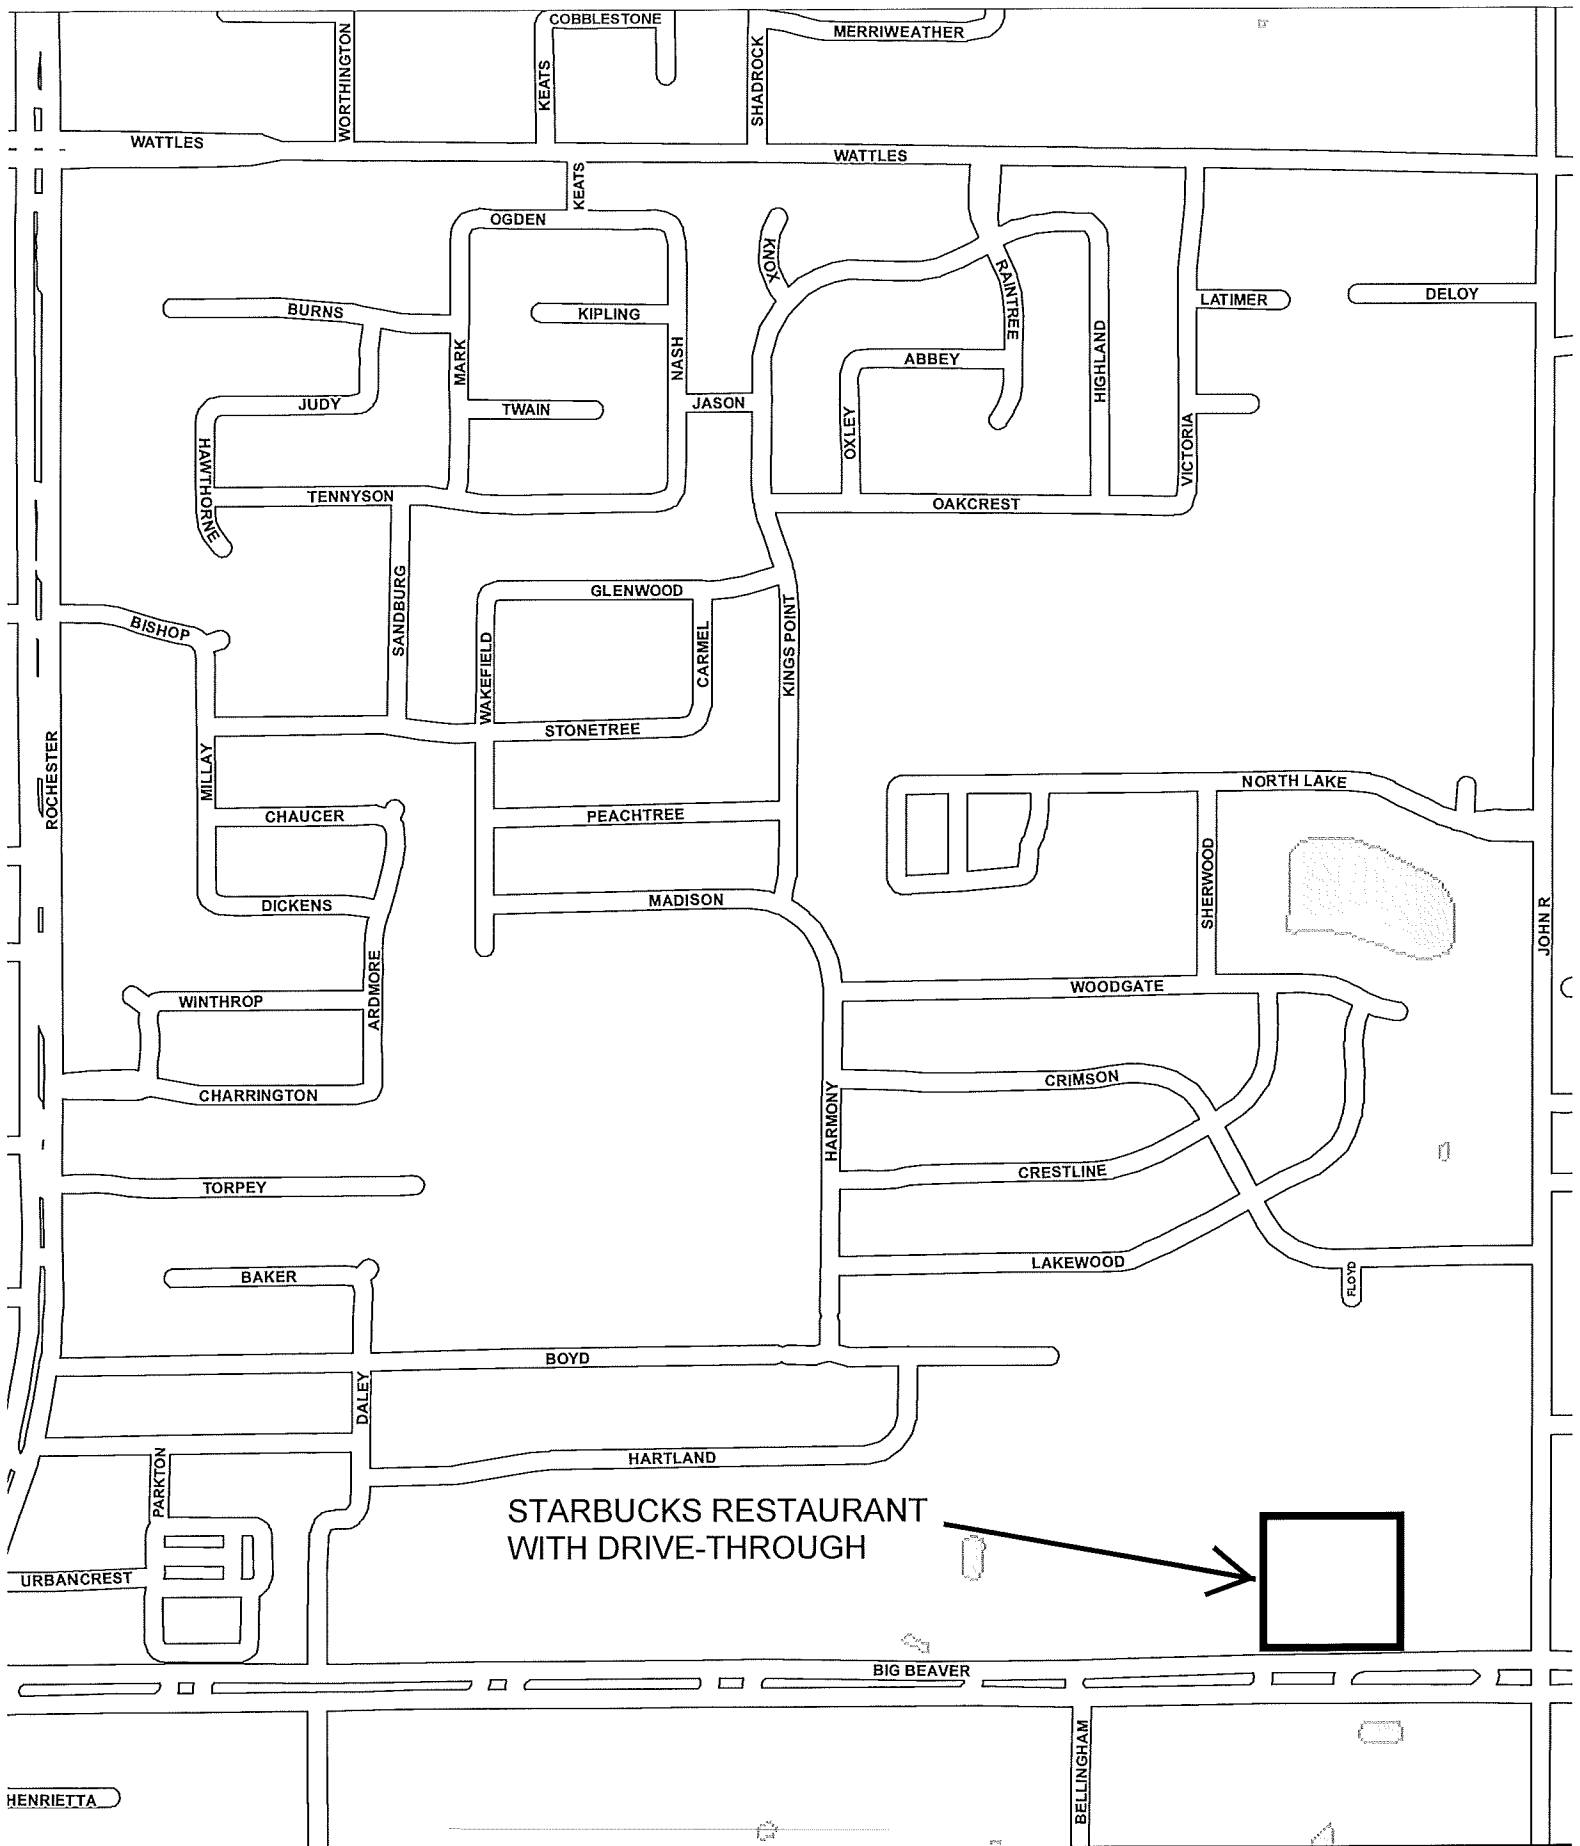 COBBLESTONE
MERRIWEATHER
WORTHINGTON
KEATS
SHADROCK
WATTLES
WATTLES
KEATS
OGDEN
KNOX
RAINTREE
BURNS
KIPLING
LATIMER
DELOY
MARK
NASH
ABBEY
HIGHLAND
JUDY
TWAIN
JASON
OXLEY
VICTORIA
HAWTHORNE
TENNYSON
OAKCREST
GLENWOOD
SANDBURG
BISHOP
WAKEFIELD
CARMEL
KINGS POINT
STONETREE
ROCHESTER
MILLAY
NORTH LAKE
CHAUCER
PEACHTREE
SHERWOOD
DICKENS
MADISON
JOHN R
ARDMORE
WINTHROP
WOODGATE
CHARRINGTON
CRIMSON
HARMONY
CRESTLINE
TORPEY
BAKER
LAKEWOOD
FLOYD
BOYD
DALEY
HARTLAND
PARKTON
STARBUCKS RESTAURANT
WITH DRIVE-THROUGH
URBANCREST
BIG BEAVER
BELLINGHAM
HENRIETTA